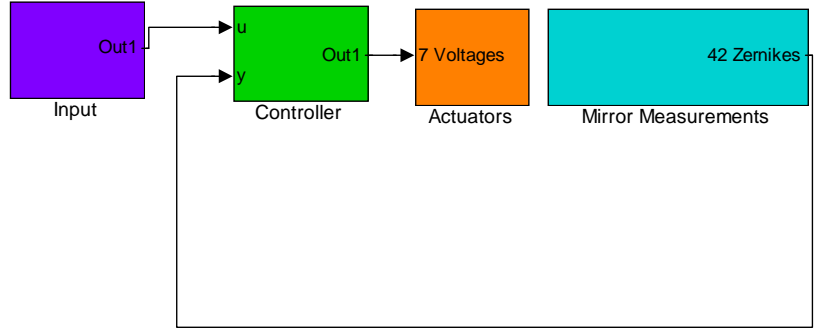 Out1
Input
u
y
Out1
Controller
7 Voltages
Actuators
42 Zernikes
Mirror Measurements